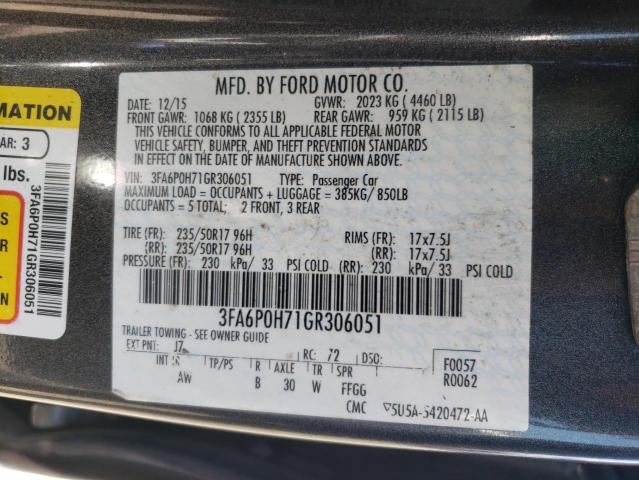 MFD. BY FORD MOTOR CO.
DATE: 12/15 GVWR: 2023 KG ( 4460 LB)
FRONT GAWR: 1068 KG ( 2355 LB) REAR GAWR: 959 KG ( 2115 LB)
THIS VEHICLE CONFORMS TO ALL APPLICABLE FEDERAL MOTOR
VEHICLE SAFETY, BUMPER, AND THEFT PREVENTION STANDARDS
IN EFFECT ON THE DATE OF MANUFACTURE SHOWN ABOVE.
VIN: 3FA6P0H71GR306051 TYPE: Passenger Car
MAXIMUM LOAD = OCCUPANTS + LUGGAGE = 385KG/ 850LB
OCCUPANTS = 5 TOTAL; 2 FRONT, 3 REAR
TIRE (FR): 235/50R17 96H RIMS (FR): 17x7.5J
(RR): 235/50R17 96H (RR): 17x7.5J
PRESSURE (FR): 230 kPa/ 33 PSI COLD (RR): 230 kPa/ 33 PSI COLD
3FA6P0H71GR306051
TRAILER TOWING - SEE OWNER GUIDE
EXT PNT: J7 RC: 72 DSO: F0057
INT TR TP/PS R AXLE TR SPR R0062
AW B 30 W FFGG
CMC ▽5U5A-5420472-AA
MATION
AR: 3
lbs.
3FA6P0H71GR306051
S
R
S